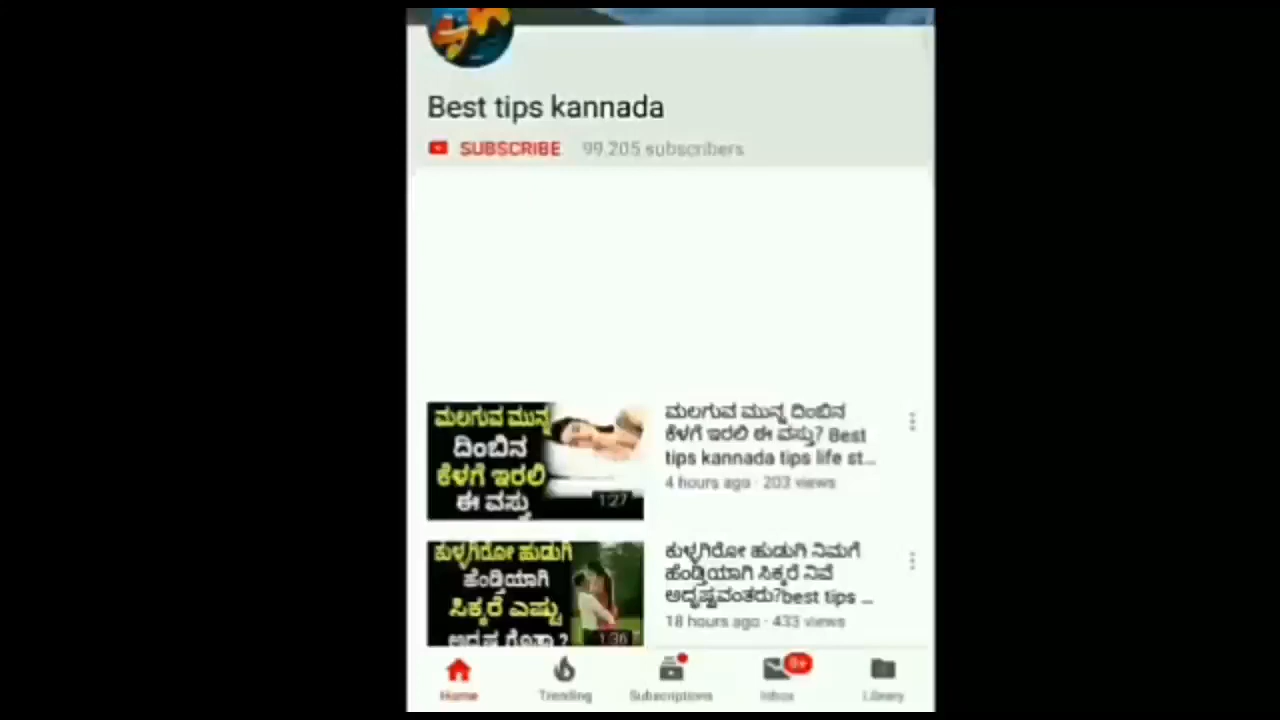 Best tips kannada
SUBSCRIBE 99,205 subscribers
ಮಲಗುವ ಮುನ್ನ
ದಿಂಬಿನ
ಕೆಳಗೆ ಇರಲಿ
ಈ ವಸ್ತು
1:27
ಮಲಗುವ ಮುನ್ನ ದಿಂಬಿನ
ಕೆಳಗೆ ಇರಲಿ ಈ ವಸ್ತು? Best
tips kannada tips life st...
4 hours ago · 203 views
ಕುಳ್ಳಗಿರೋ ಹುಡುಗಿ
ಹೆಂಡ್ತಿಯಾಗಿ
ಸಿಕ್ಕರೆ ಎಷ್ಟು
ಅದೃಷ್ಟ ಗೊತ್ತಾ ?
1:36
ಕುಳ್ಳಗಿರೋ ಹುಡುಗಿ ನಿಮಗೆ
ಹೆಂಡ್ತಿಯಾಗಿ ಸಿಕ್ಕರೆ ನಿವೆ
ಅದೃಷ್ಟವಂತರು?best tips ...
18 hours ago · 433 views
Home Trending Subscriptions Inbox 9+ Library